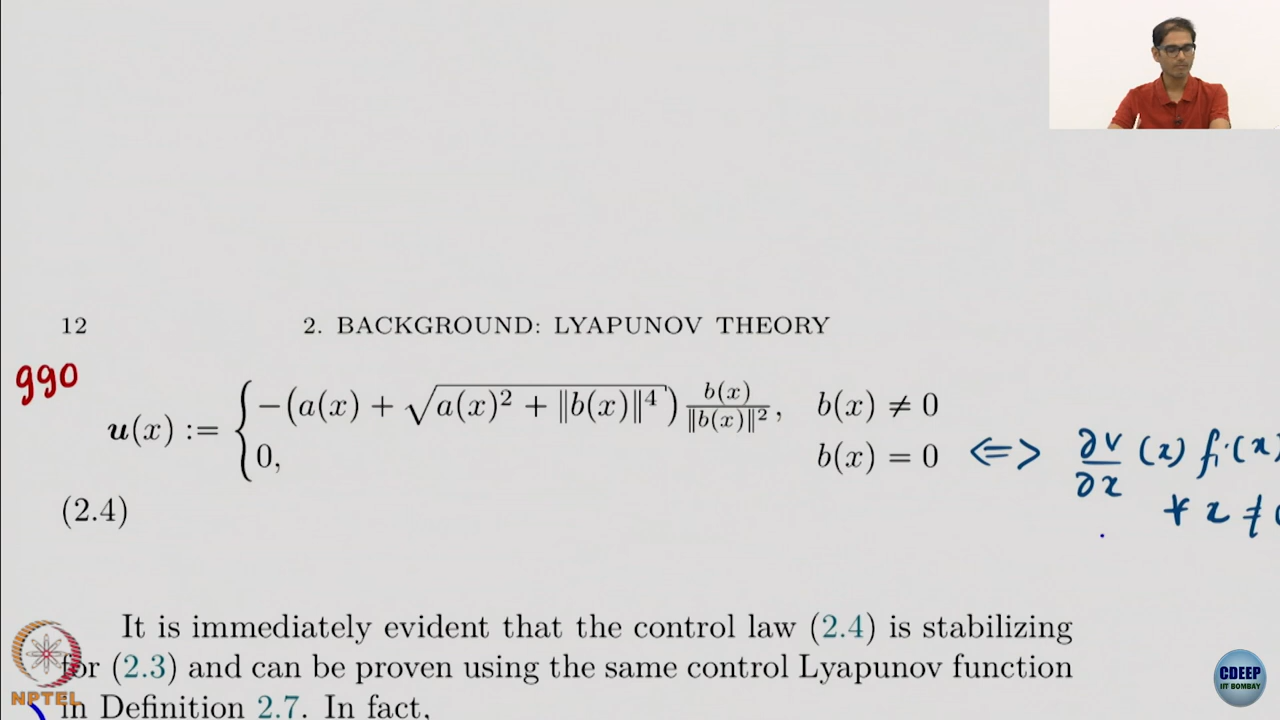 12 2. BACKGROUND: LYAPUNOV THEORY
990
u(x) := { −(a(x) + √(a(x)² + ‖b(x)‖⁴)) b(x)/‖b(x)‖², b(x) ≠ 0
0, b(x) = 0 ⟺ ∂V/∂x (x) f_i(x)
∀ x ≠ 0
(2.4)
It is immediately evident that the control law (2.4) is stabilizing
for (2.3) and can be proven using the same control Lyapunov function
in Definition 2.7. In fact,
NPTEL
CDEEP
IIT BOMBAY